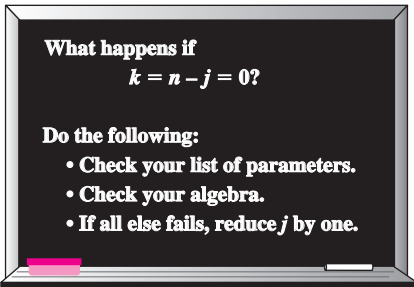 What happens if
k = n – j = 0?
Do the following:
• Check your list of parameters.
• Check your algebra.
• If all else fails, reduce j by one.